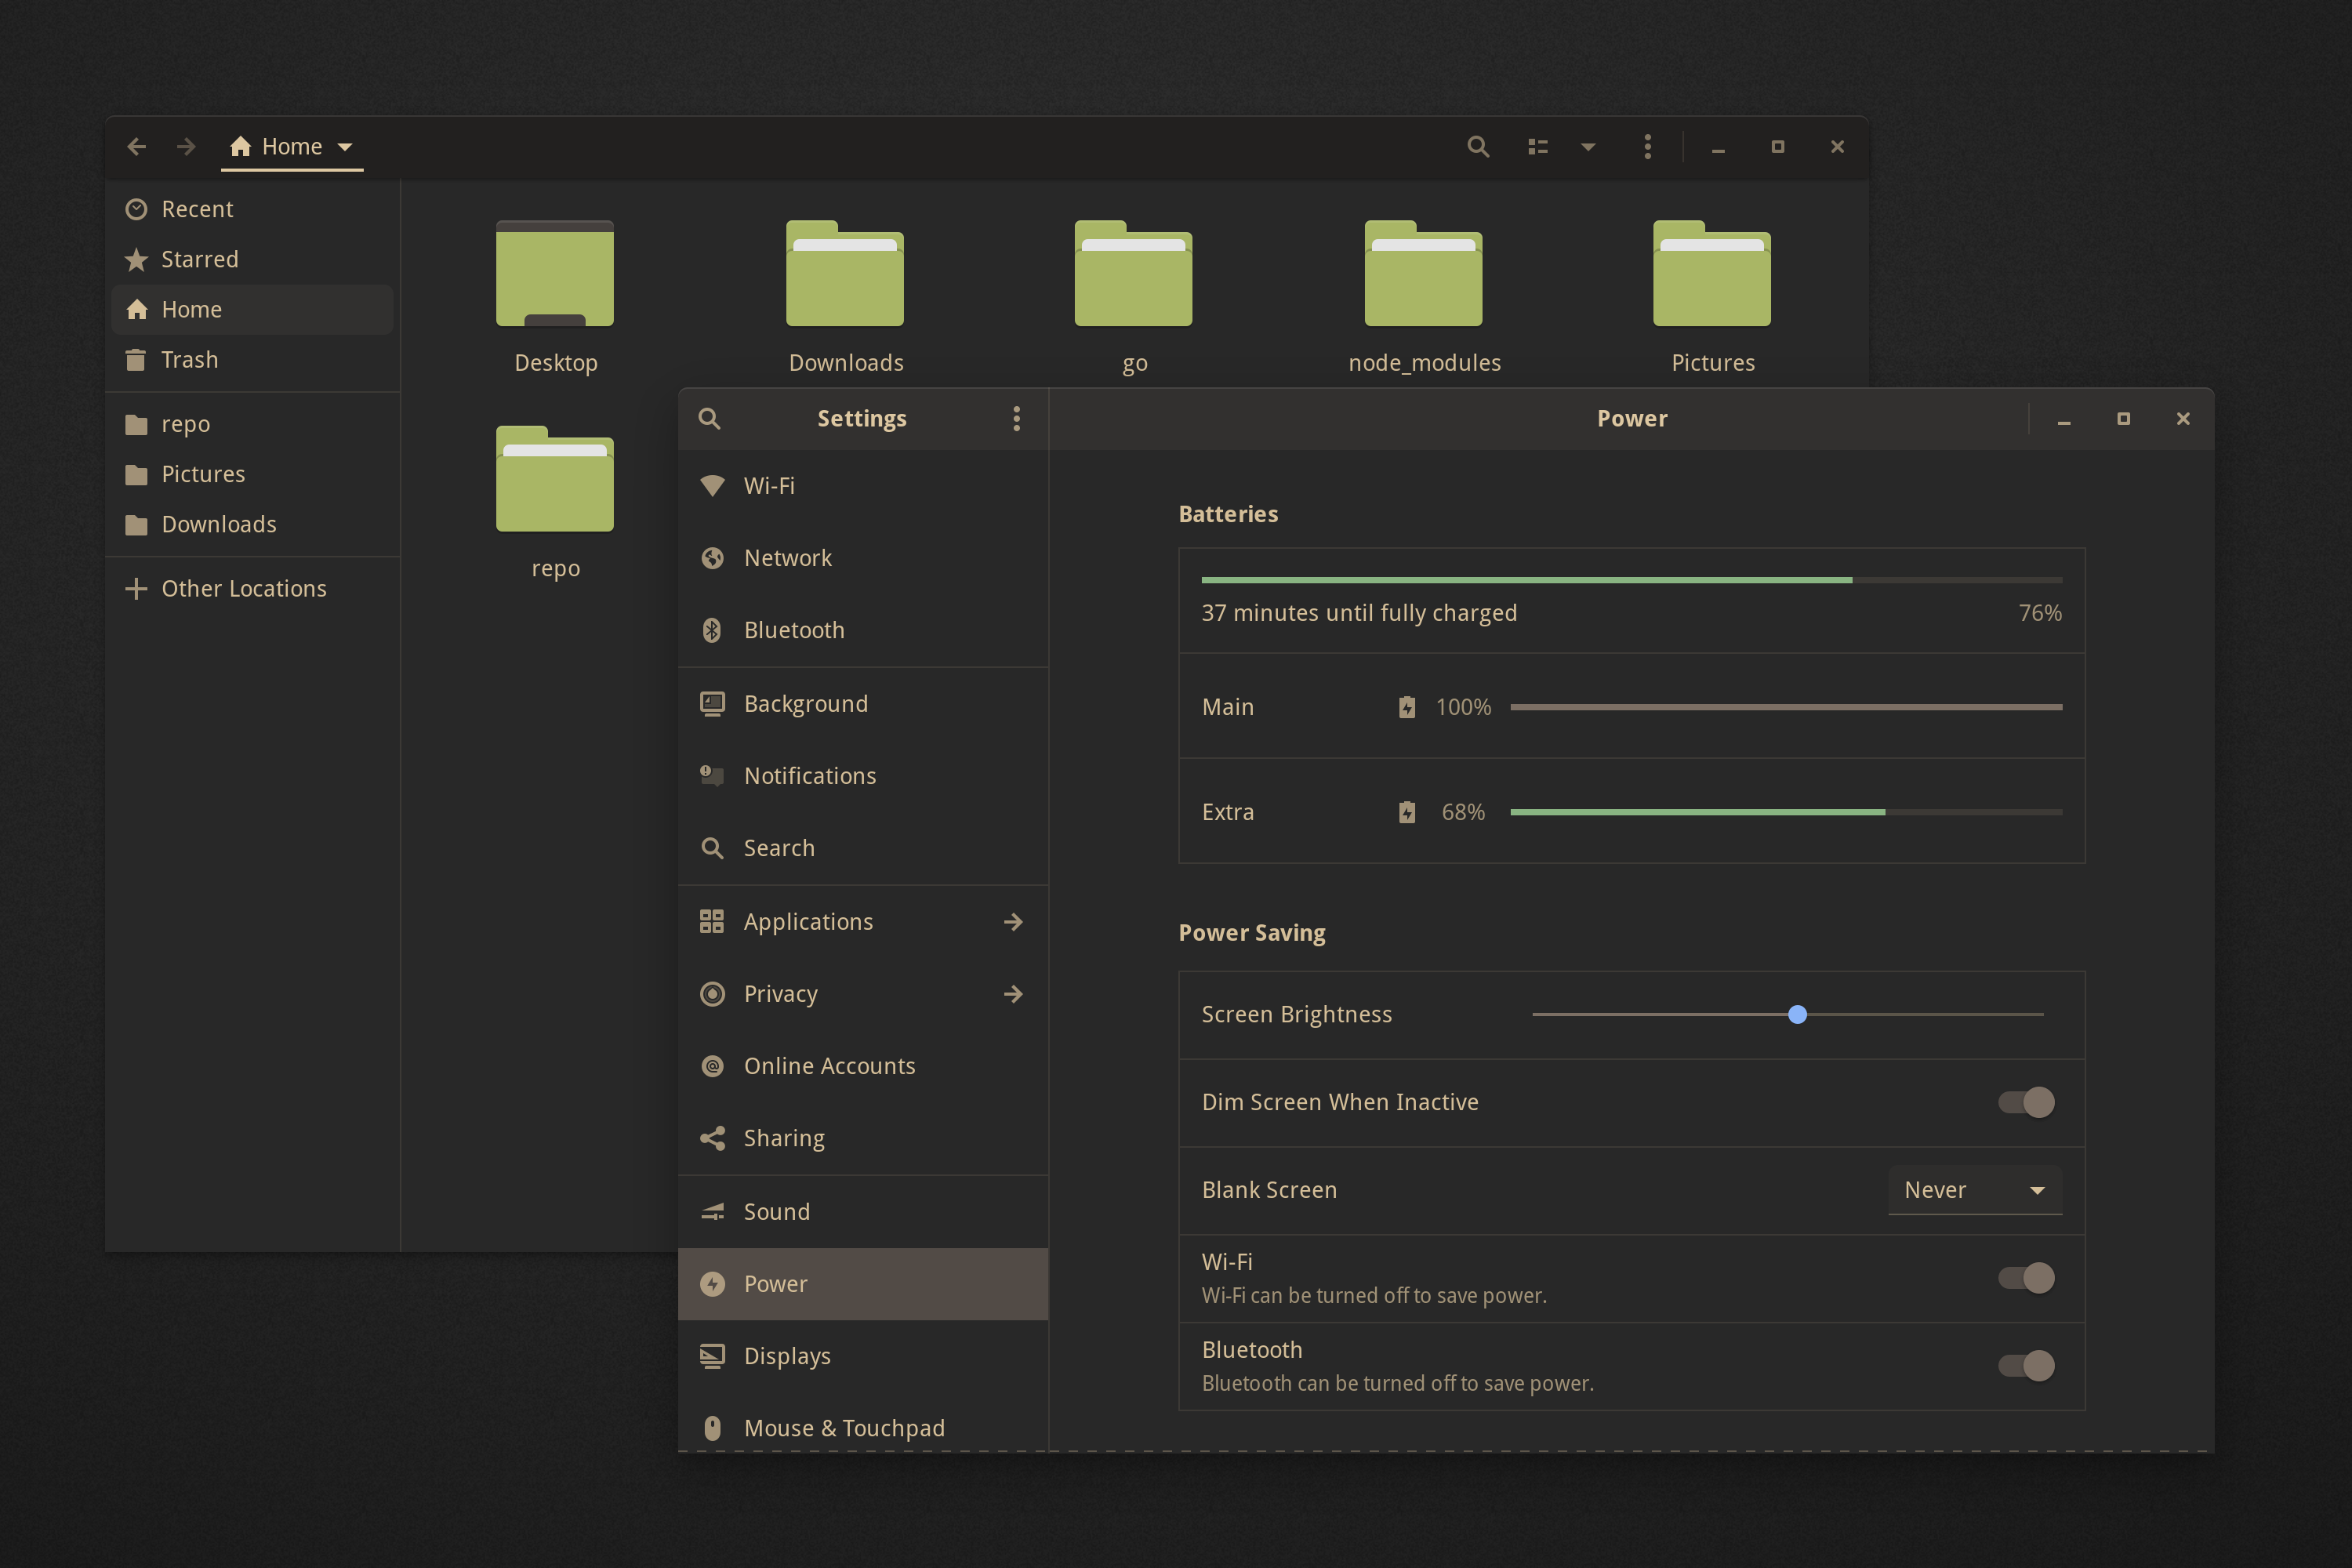 Home
Recent
Starred
Home
Trash
repo
Pictures
Downloads
Other Locations
Desktop
Downloads
go
node_modules
Pictures
repo
Settings
Wi-Fi
Network
Bluetooth
Background
Notifications
Search
Applications
Privacy
Online Accounts
Sharing
Sound
Power
Displays
Mouse & Touchpad
Power
Batteries
37 minutes until fully charged 76%
Main 100%
Extra 68%
Power Saving
Screen Brightness
Dim Screen When Inactive
Blank Screen Never
Wi-Fi
Wi-Fi can be turned off to save power.
Bluetooth
Bluetooth can be turned off to save power.